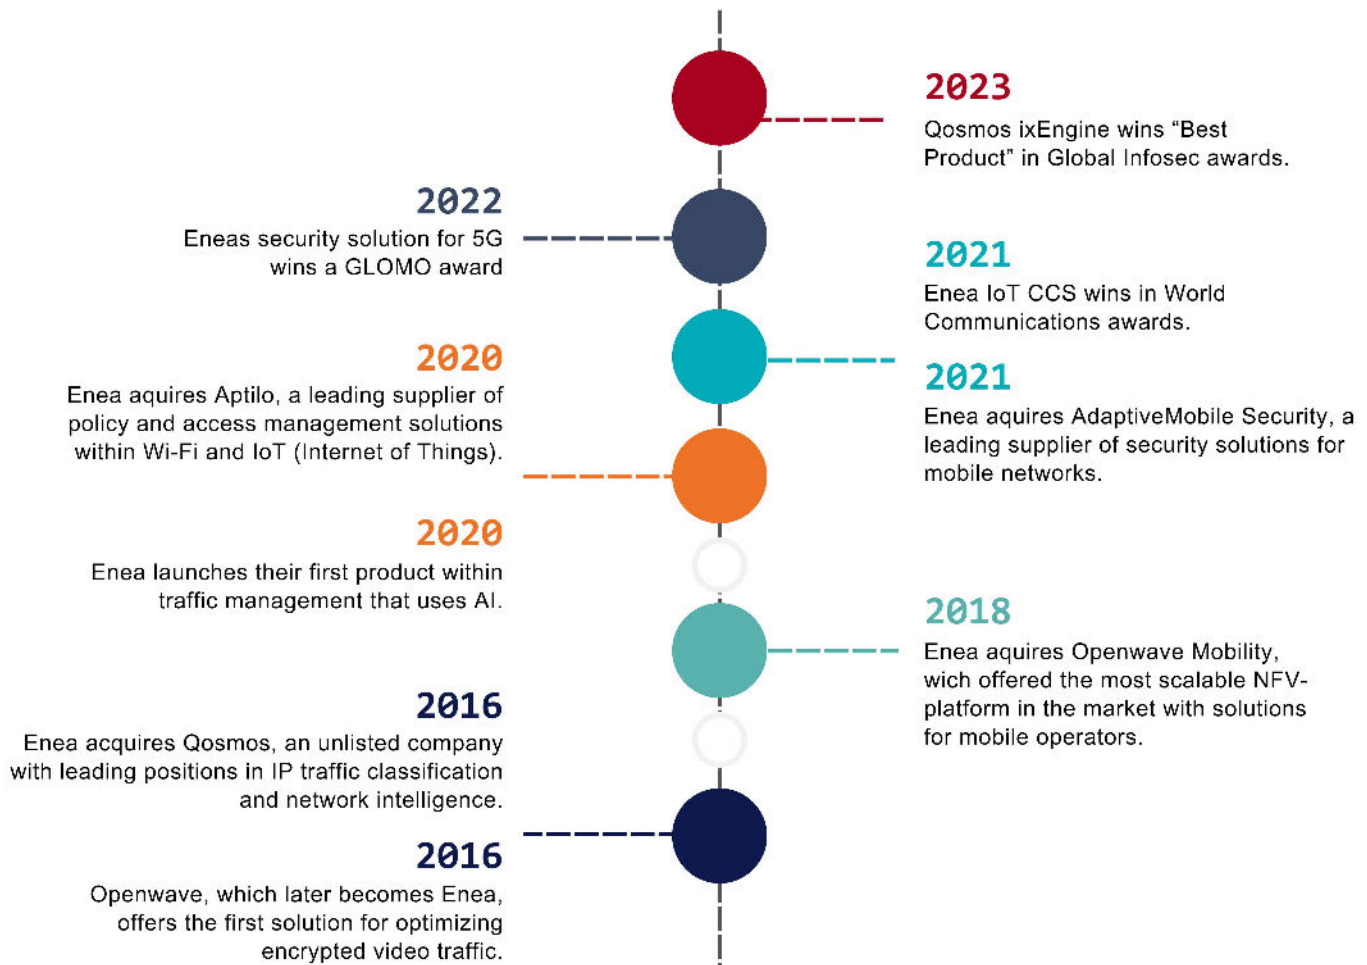 2023
Qosmos ixEngine wins “Best
Product” in Global Infosec awards.
2022
Eneas security solution for 5G
wins a GLOMO award
2021
Enea IoT CCS wins in World
Communications awards.
2020
Enea aquires Aptilo, a leading supplier of
policy and access management solutions
within Wi-Fi and IoT (Internet of Things).
2021
Enea aquires AdaptiveMobile Security, a
leading supplier of security solutions for
mobile networks.
2020
Enea launches their first product within
traffic management that uses AI.
2018
Enea aquires Openwave Mobility,
wich offered the most scalable NFV-
platform in the market with solutions
for mobile operators.
2016
Enea acquires Qosmos, an unlisted company
with leading positions in IP traffic classification
and network intelligence.
2016
Openwave, which later becomes Enea,
offers the first solution for optimizing
encrypted video traffic.